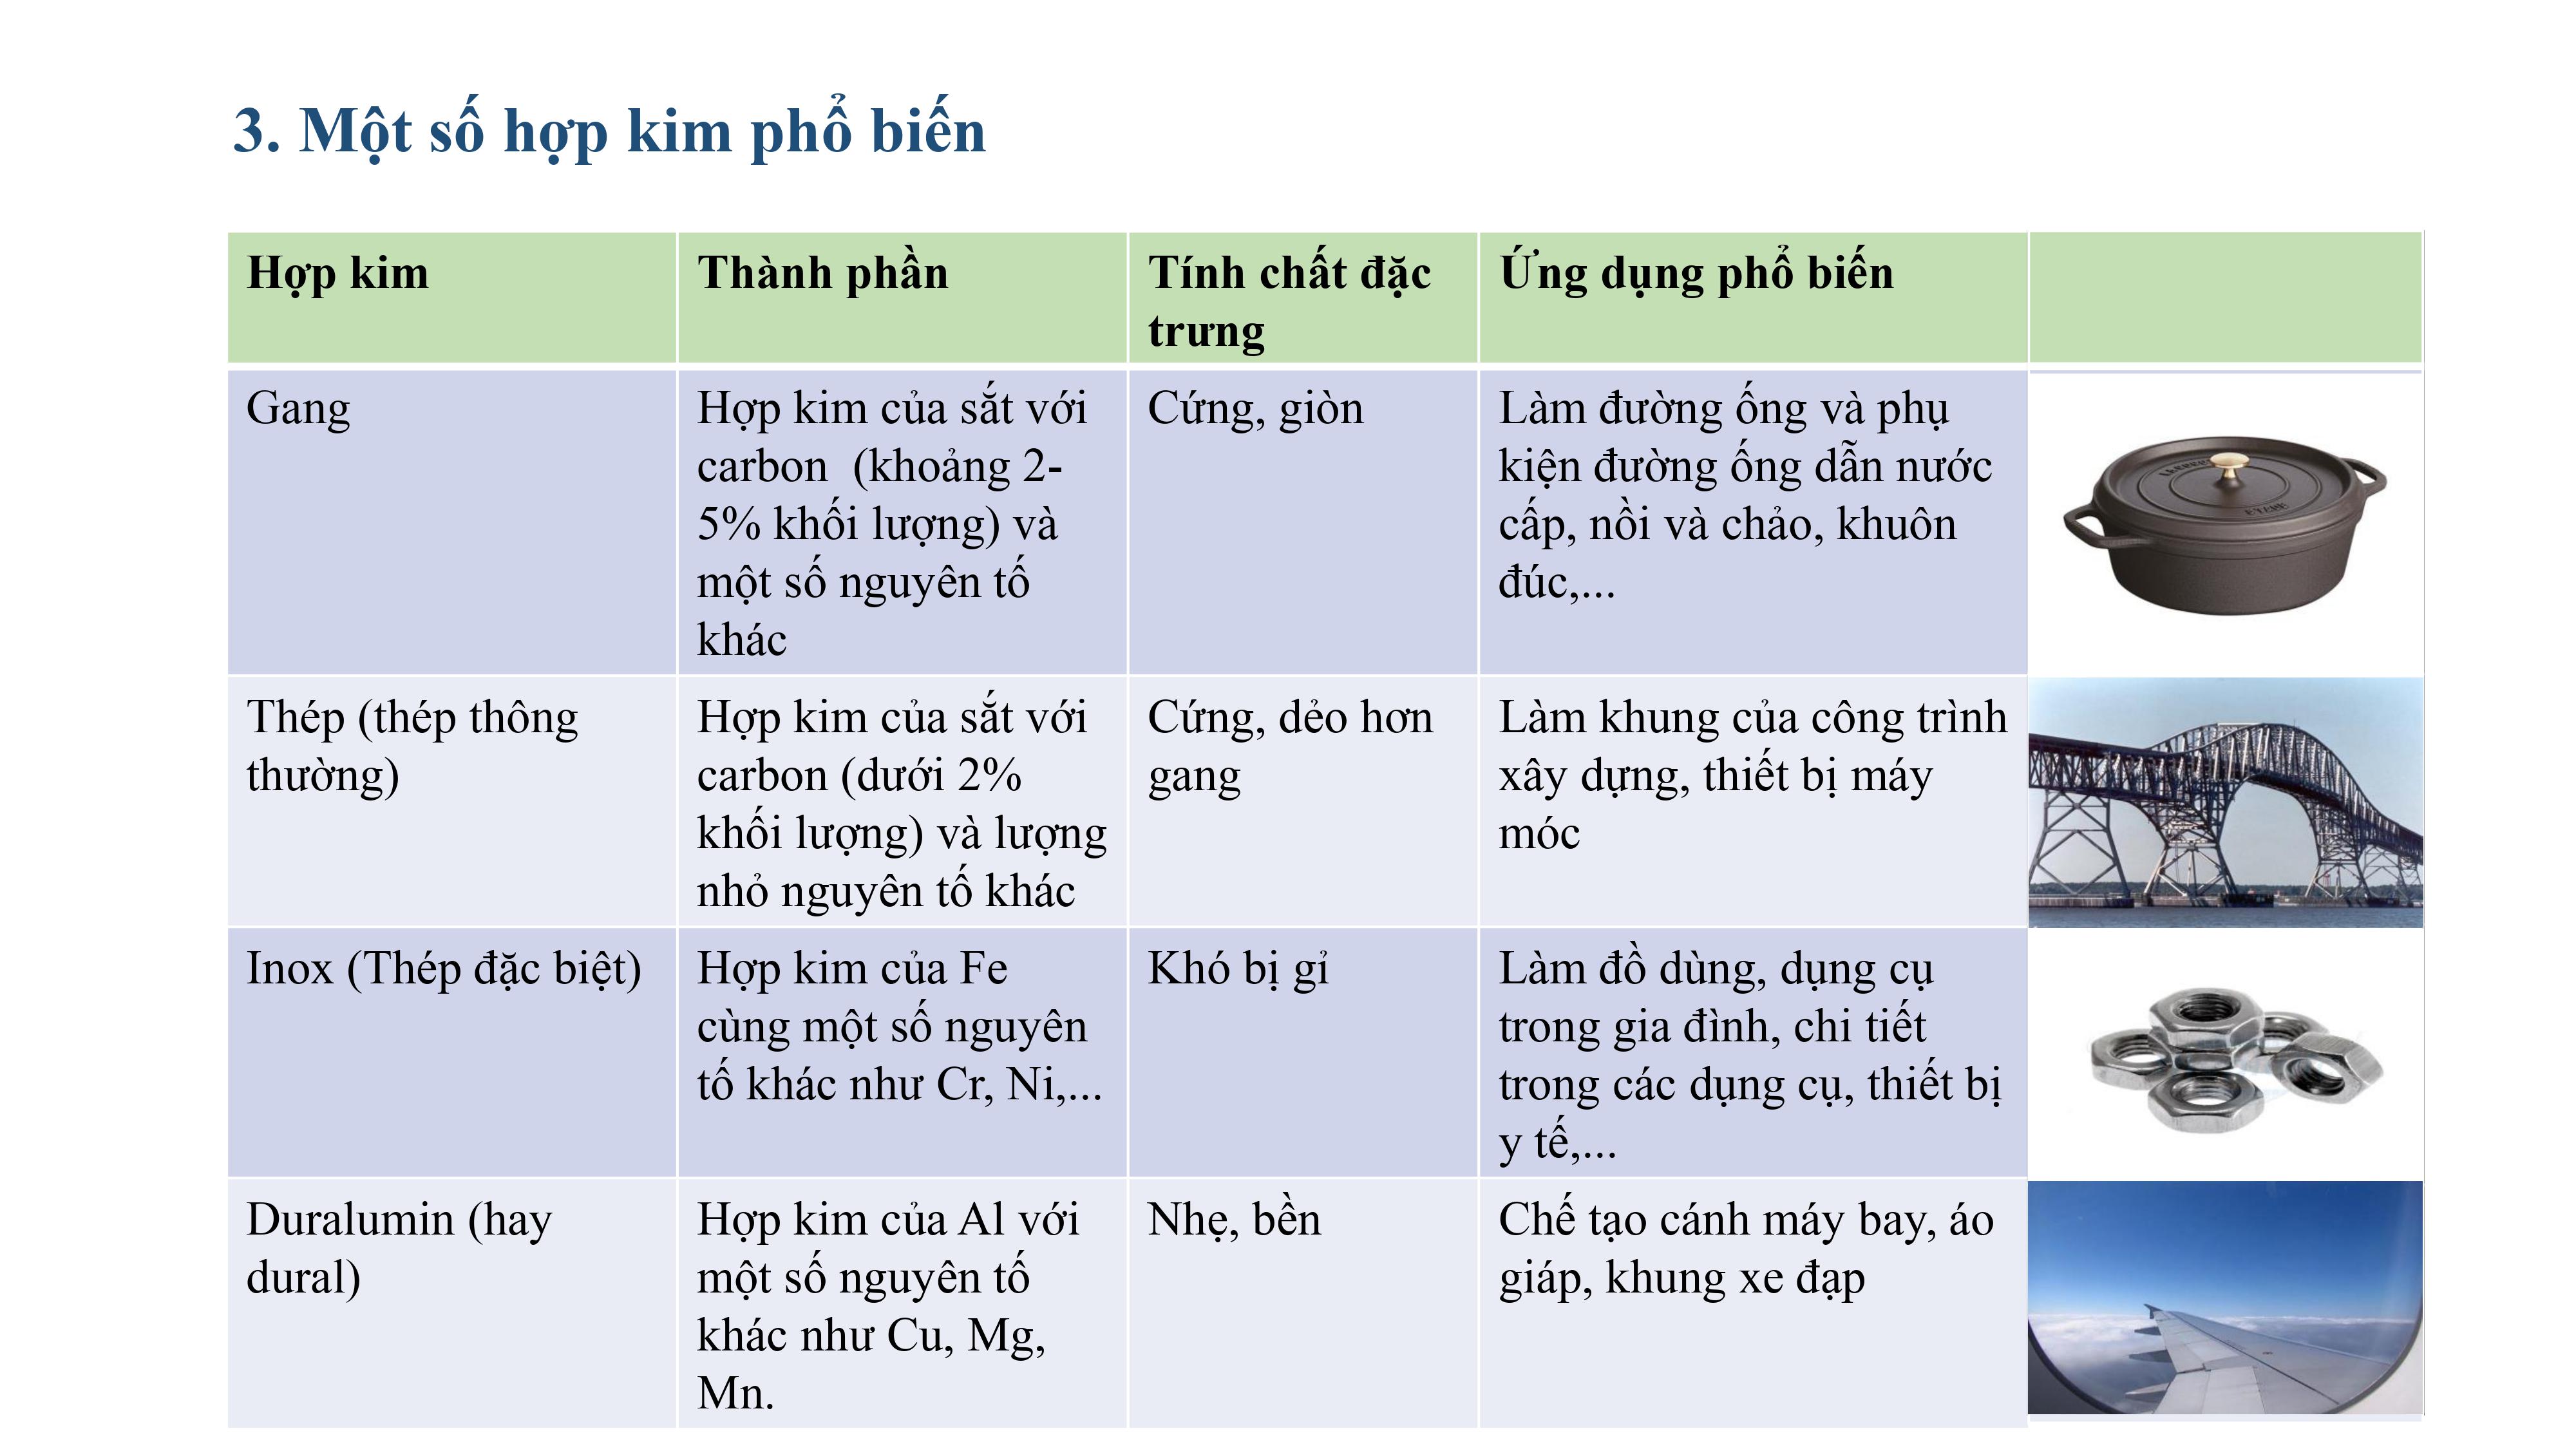 3. Một số hợp kim phổ biến
Hợp kim
Thành phần
Tính chất đặc
trưng
Ứng dụng phổ biến
Gang
Hợp kim của sắt với
carbon  (khoảng 2-
5% khối lượng) và
một số nguyên tố
khác
Cứng, giòn
Làm đường ống và phụ
kiện đường ống dẫn nước
cấp, nồi và chảo, khuôn
đúc,...
Thép (thép thông
thường)
Hợp kim của sắt với
carbon (dưới 2%
khối lượng) và lượng
nhỏ nguyên tố khác
Cứng, dẻo hơn
gang
Làm khung của công trình
xây dựng, thiết bị máy
móc
Inox (Thép đặc biệt)
Hợp kim của Fe
cùng một số nguyên
tố khác như Cr, Ni,...
Khó bị gỉ
Làm đồ dùng, dụng cụ
trong gia đình, chi tiết
trong các dụng cụ, thiết bị
y tế,...
Duralumin (hay
dural)
Hợp kim của Al với
một số nguyên tố
khác như Cu, Mg,
Mn.
Nhẹ, bền
Chế tạo cánh máy bay, áo
giáp, khung xe đạp